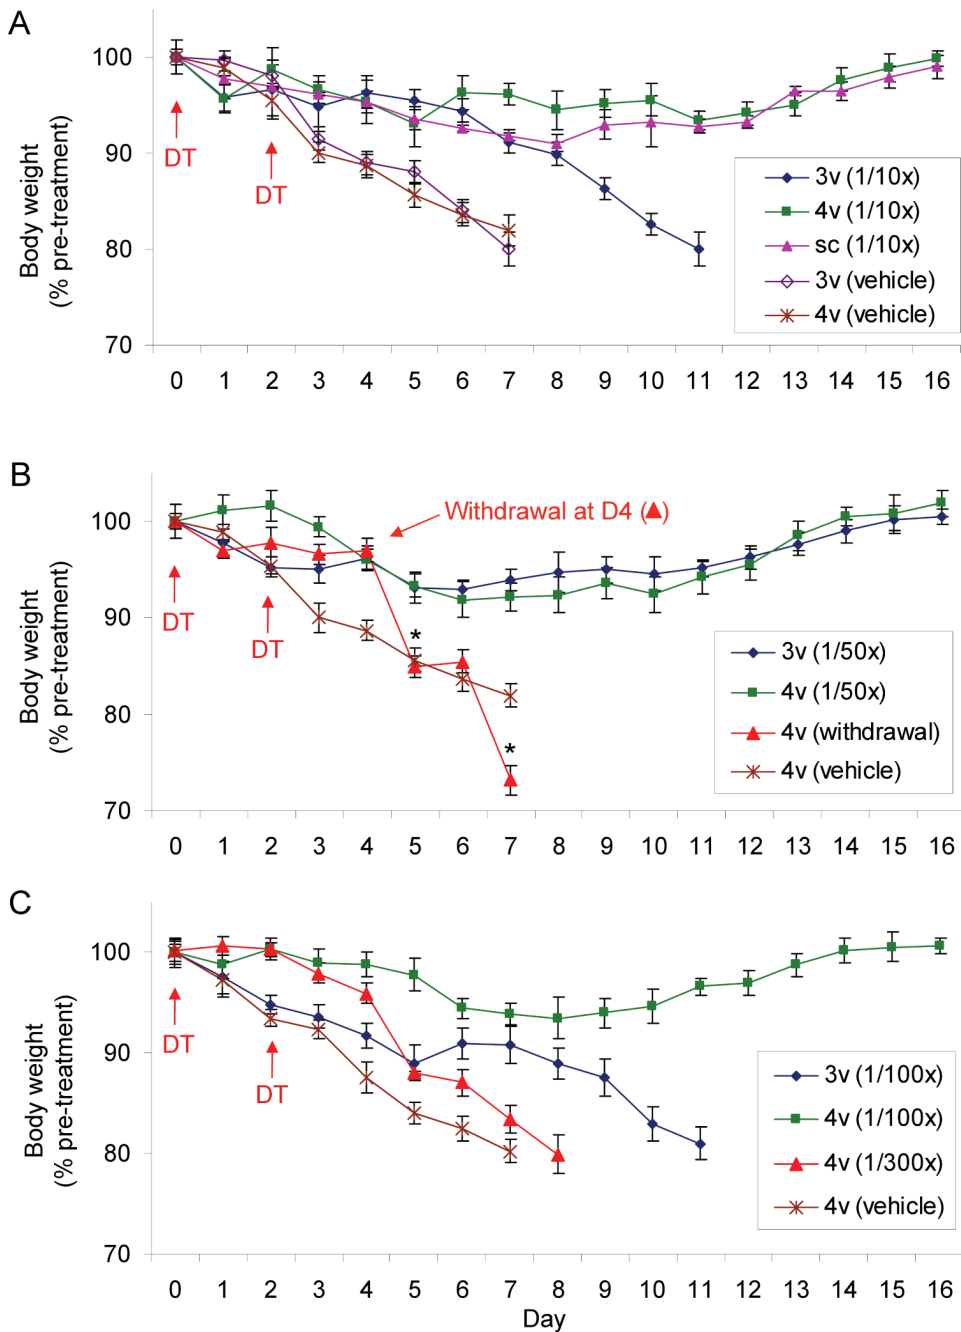 A
Body weight
(% pre-treatment)
100
90
80
70
DT
DT
3v (1/10x)
4v (1/10x)
sc (1/10x)
3v (vehicle)
4v (vehicle)
0 1 2 3 4 5 6 7 8 9 10 11 12 13 14 15 16
B
Body weight
(% pre-treatment)
100
90
80
70
Withdrawal at D4 (▲)
DT
DT
*
*
3v (1/50x)
4v (1/50x)
4v (withdrawal)
4v (vehicle)
0 1 2 3 4 5 6 7 8 9 10 11 12 13 14 15 16
C
Body weight
(% pre-treatment)
100
90
80
70
DT
DT
3v (1/100x)
4v (1/100x)
4v (1/300x)
4v (vehicle)
0 1 2 3 4 5 6 7 8 9 10 11 12 13 14 15 16
Day